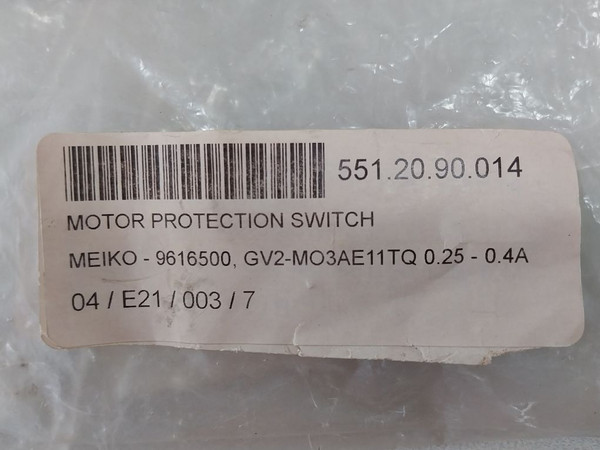 551.20.90.014
MOTOR PROTECTION SWITCH
MEIKO - 9616500, GV2-MO3AE11TQ 0.25 - 0.4A
04 / E21 / 003 / 7